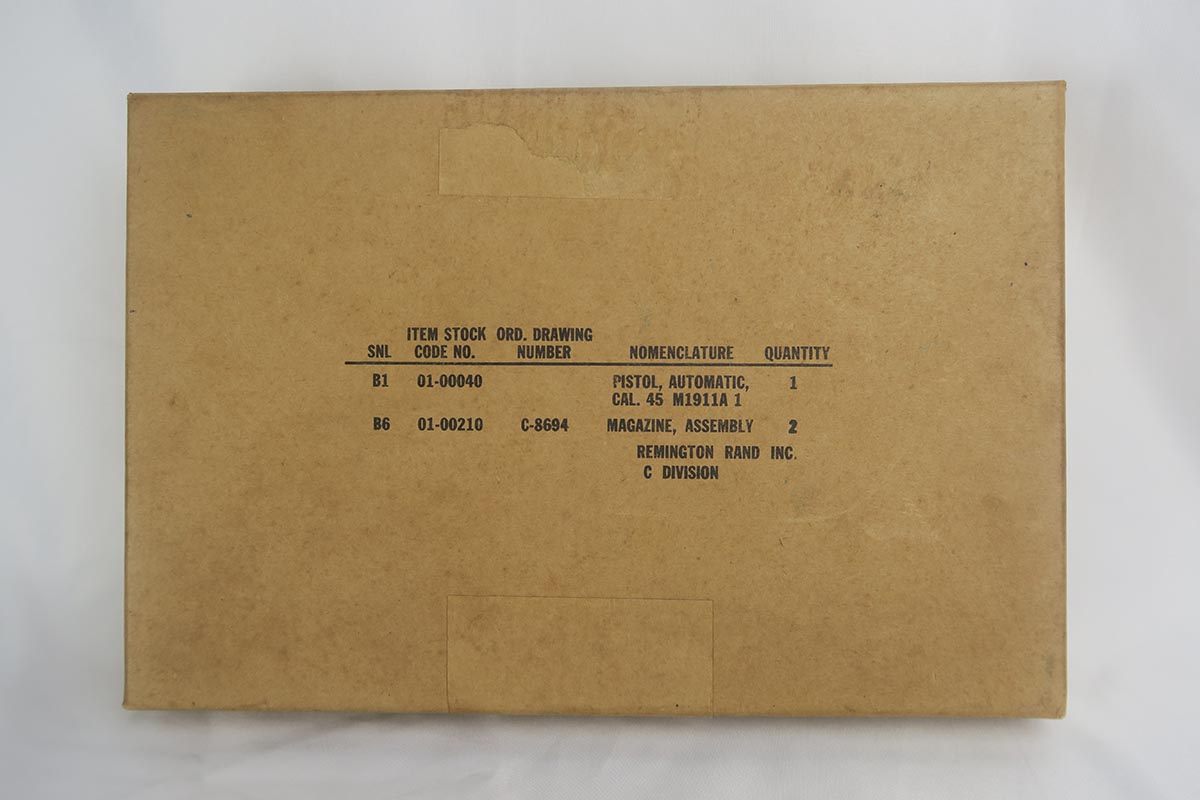 ITEM STOCK ORD. DRAWING
SNL CODE NO. NUMBER NOMENCLATURE QUANTITY
B1 01-00040 PISTOL, AUTOMATIC, 1
CAL. 45 M1911A 1
B6 01-00210 C-8694 MAGAZINE, ASSEMBLY 2
REMINGTON RAND INC.
C DIVISION